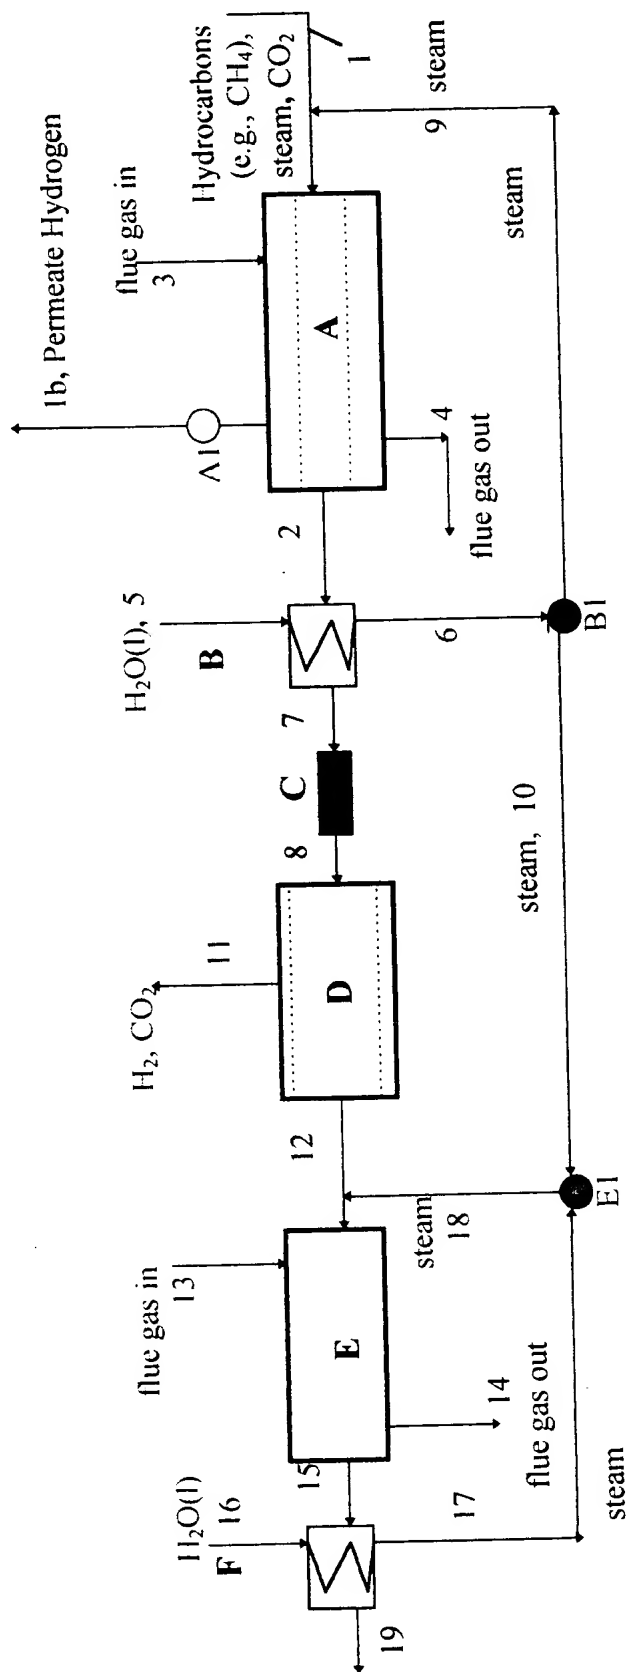 1b, Permeate Hydrogen
Hydrocarbons
(e.g., CH₄),
steam, CO₂
1
flue gas in
3
A
A1
4
flue gas out
9
steam
steam
2
H₂O(l), 5
B
6
B1
7
C
8
steam, 10
H₂, CO₂
11
D
12
steam
18
E1
flue gas in
13
E
14
flue gas out
15
H₂O(l)
16
F
17
steam
19